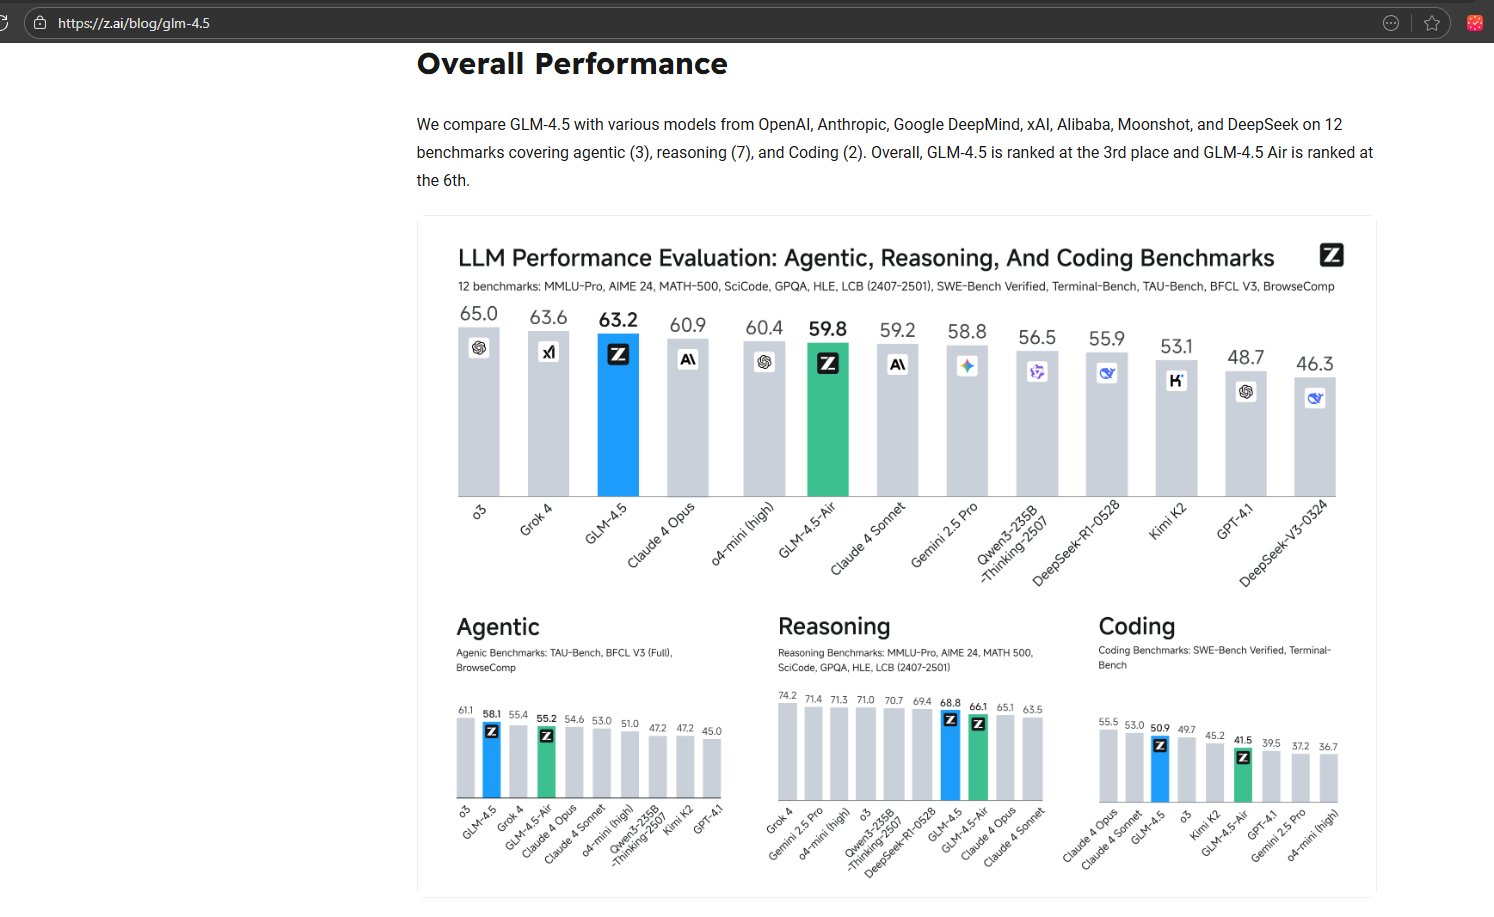 https://z.ai/blog/glm-4.5
Overall Performance
We compare GLM-4.5 with various models from OpenAI, Anthropic, Google DeepMind, xAI, Alibaba, Moonshot, and DeepSeek on 12
benchmarks covering agentic (3), reasoning (7), and Coding (2). Overall, GLM-4.5 is ranked at the 3rd place and GLM-4.5 Air is ranked at
the 6th.
LLM Performance Evaluation: Agentic, Reasoning, And Coding Benchmarks
12 benchmarks: MMLU-Pro, AIME 24, MATH-500, SciCode, GPQA, HLE, LCB (2407-2501), SWE-Bench Verified, Terminal-Bench, TAU-Bench, BFCL V3, BrowseComp
65.0 63.6 63.2 60.9 60.4 59.8 59.2 58.8 56.5 55.9 53.1 48.7 46.3
o3
Grok 4
GLM-4.5
Claude 4 Opus
o4-mini (high)
GLM-4.5-Air
Claude 4 Sonnet
Gemini 2.5 Pro
Qwen3-235B
-Thinking-2507
DeepSeek-R1-0528
Kimi K2
GPT-4.1
DeepSeek-V3-0324
Agentic
Agenic Benchmarks: TAU-Bench, BFCL V3 (Full),
BrowseComp
61.1 58.1 55.4 55.2 54.6 53.0 51.0 47.2 47.2 45.0
o3
GLM-4.5
Grok 4
GLM-4.5-Air
Claude 4 Opus
Claude 4 Sonnet
o4-mini (high)
Qwen3-235B
-Thinking-2507
Kimi K2
GPT-4.1
Reasoning
Reasoning Benchmarks: MMLU-Pro, AIME 24, MATH 500,
SciCode, GPQA, HLE, LCB (2407-2501)
74.2 71.4 71.3 71.0 70.7 69.4 68.8 66.1 65.1 63.5
Grok 4
Gemini 2.5 Pro
o4-mini (high)
o3
Qwen3-235B
-Thinking-2507
DeepSeek-R1-0528
GLM-4.5
GLM-4.5-Air
Claude 4 Opus
Claude 4 Sonnet
Coding
Coding Benchmarks: SWE-Bench Verified, Terminal-
Bench
55.5 53.0 50.9 49.7 45.2 41.5 39.5 37.2 36.7
Claude 4 Opus
Claude 4 Sonnet
GLM-4.5
o3
Kimi K2
GLM-4.5-Air
GPT-4.1
Gemini 2.5 Pro
o4-mini (high)